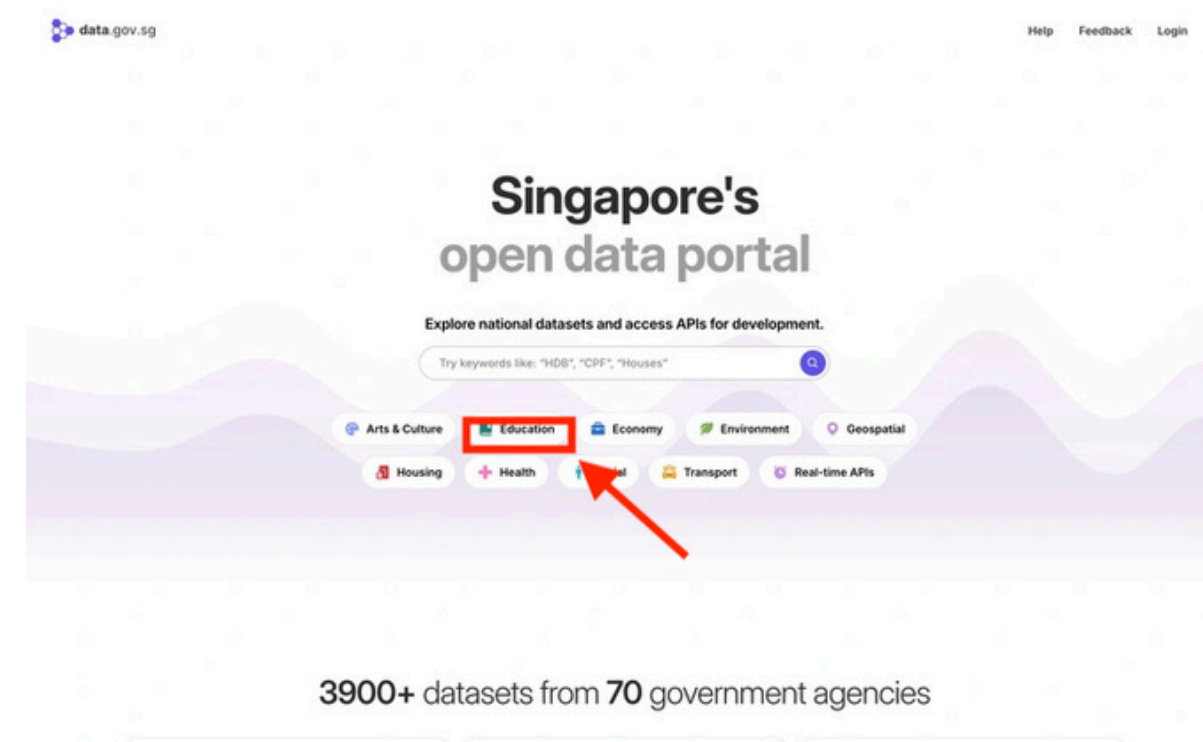 data.gov.sg
Help Feedback Login
Singapore's
open data portal
Explore national datasets and access APIs for development.
Try keywords like: "HDB", "CPF", "Houses"
Arts & Culture Education Economy Environment Geospatial
Housing Health Transport Real-time APIs
3900+ datasets from 70 government agencies